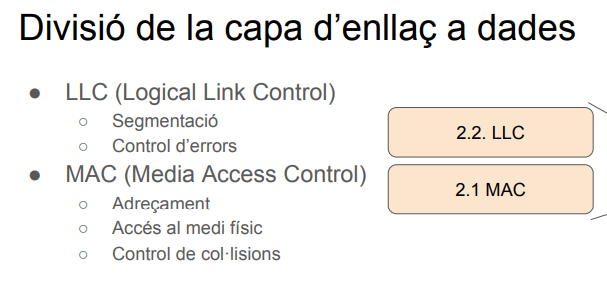 Divisió de la capa d’enllaç a dades
● LLC (Logical Link Control)
○ Segmentació
○ Control d’errors
● MAC (Media Access Control)
○ Adreçament
○ Accés al medi físic
○ Control de col·lisions
2.2. LLC
2.1 MAC